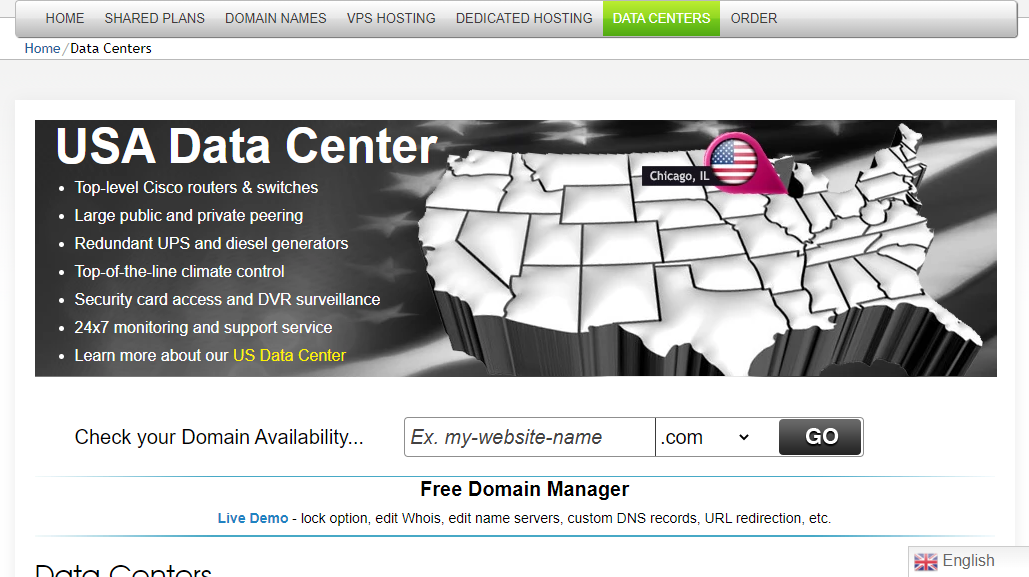 HOME SHARED PLANS DOMAIN NAMES VPS HOSTING DEDICATED HOSTING DATA CENTERS ORDER
Home/Data Centers
USA Data Center
Chicago, IL
• Top-level Cisco routers & switches
• Large public and private peering
• Redundant UPS and diesel generators
• Top-of-the-line climate control
• Security card access and DVR surveillance
• 24x7 monitoring and support service
• Learn more about our US Data Center
Check your Domain Availability... Ex. my-website-name .com GO
Free Domain Manager
Live Demo - lock option, edit Whois, edit name servers, custom DNS records, URL redirection, etc.
Data Centers
English